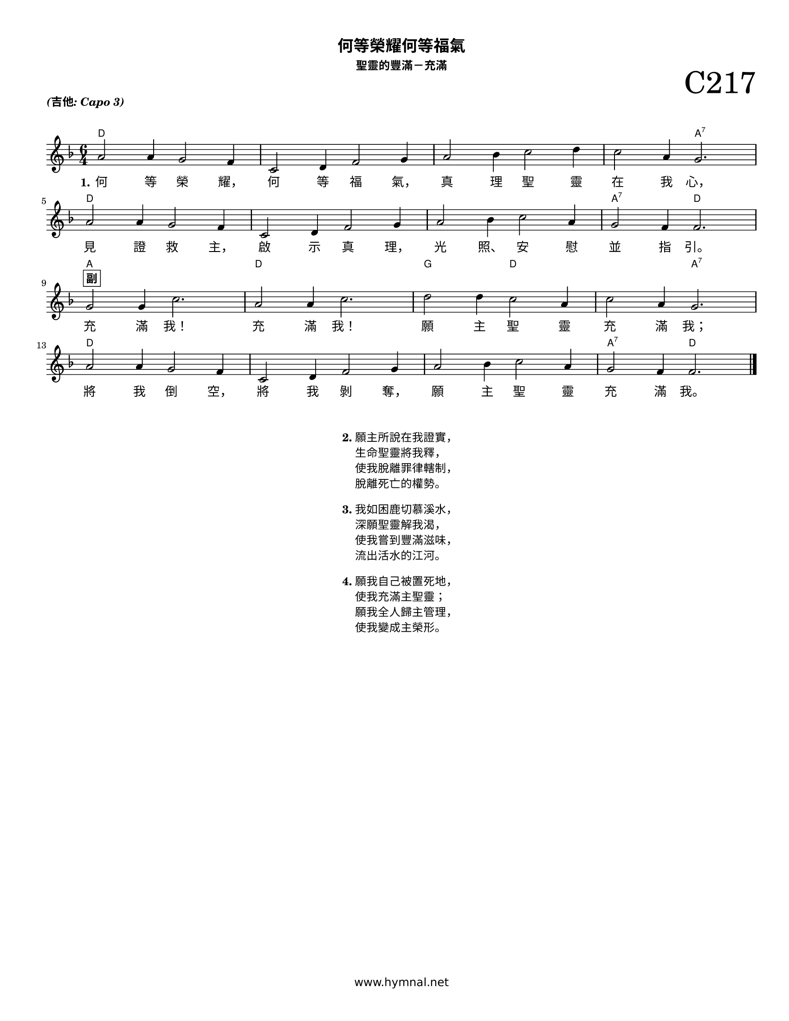 何等榮耀何等福氣
聖靈的豐滿－充滿
C217
(吉他: Capo 3)
D A7
6
4
1. 何 等 榮 耀， 何 等 福 氣， 真 理 聖 靈 在 我 心，
5 D A7 D
見 證 救 主， 啟 示 真 理， 光 照、 安 慰 並 指 引。
A D G D A7
9 副
充 滿 我！ 充 滿 我！ 願 主 聖 靈 充 滿 我；
13 D A7 D
將 我 倒 空， 將 我 剝 奪， 願 主 聖 靈 充 滿 我。
2. 願主所說在我證實，
生命聖靈將我釋，
使我脫離罪律轄制，
脫離死亡的權勢。
3. 我如困鹿切慕溪水，
深願聖靈解我渴，
使我嘗到豐滿滋味，
流出活水的江河。
4. 願我自己被置死地，
使我充滿主聖靈；
願我全人歸主管理，
使我變成主榮形。
www.hymnal.net